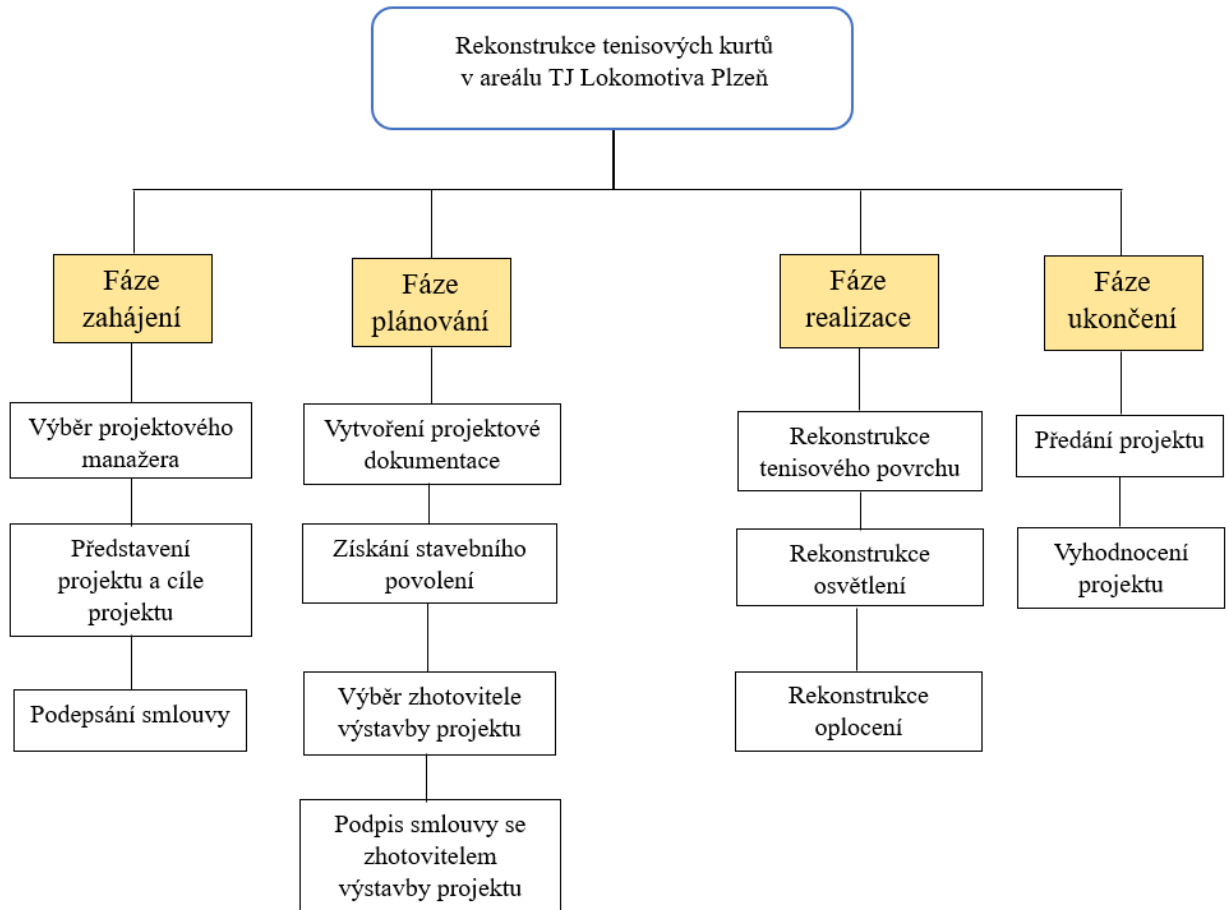 Rekonstrukce tenisových kurtů
v areálu TJ Lokomotiva Plzeň
Fáze
zahájení
Výběr projektového
manažera
Představení
projektu a cíle
projektu
Podepsání smlouvy
Fáze
plánování
Vytvoření projektové
dokumentace
Získání stavebního
povolení
Výběr zhotovitele
výstavby projektu
Podpis smlouvy se
zhotovitelem
výstavby projektu
Fáze
realizace
Rekonstrukce
tenisového povrchu
Rekonstrukce
osvětlení
Rekonstrukce
oplocení
Fáze
ukončení
Předání projektu
Vyhodnocení
projektu